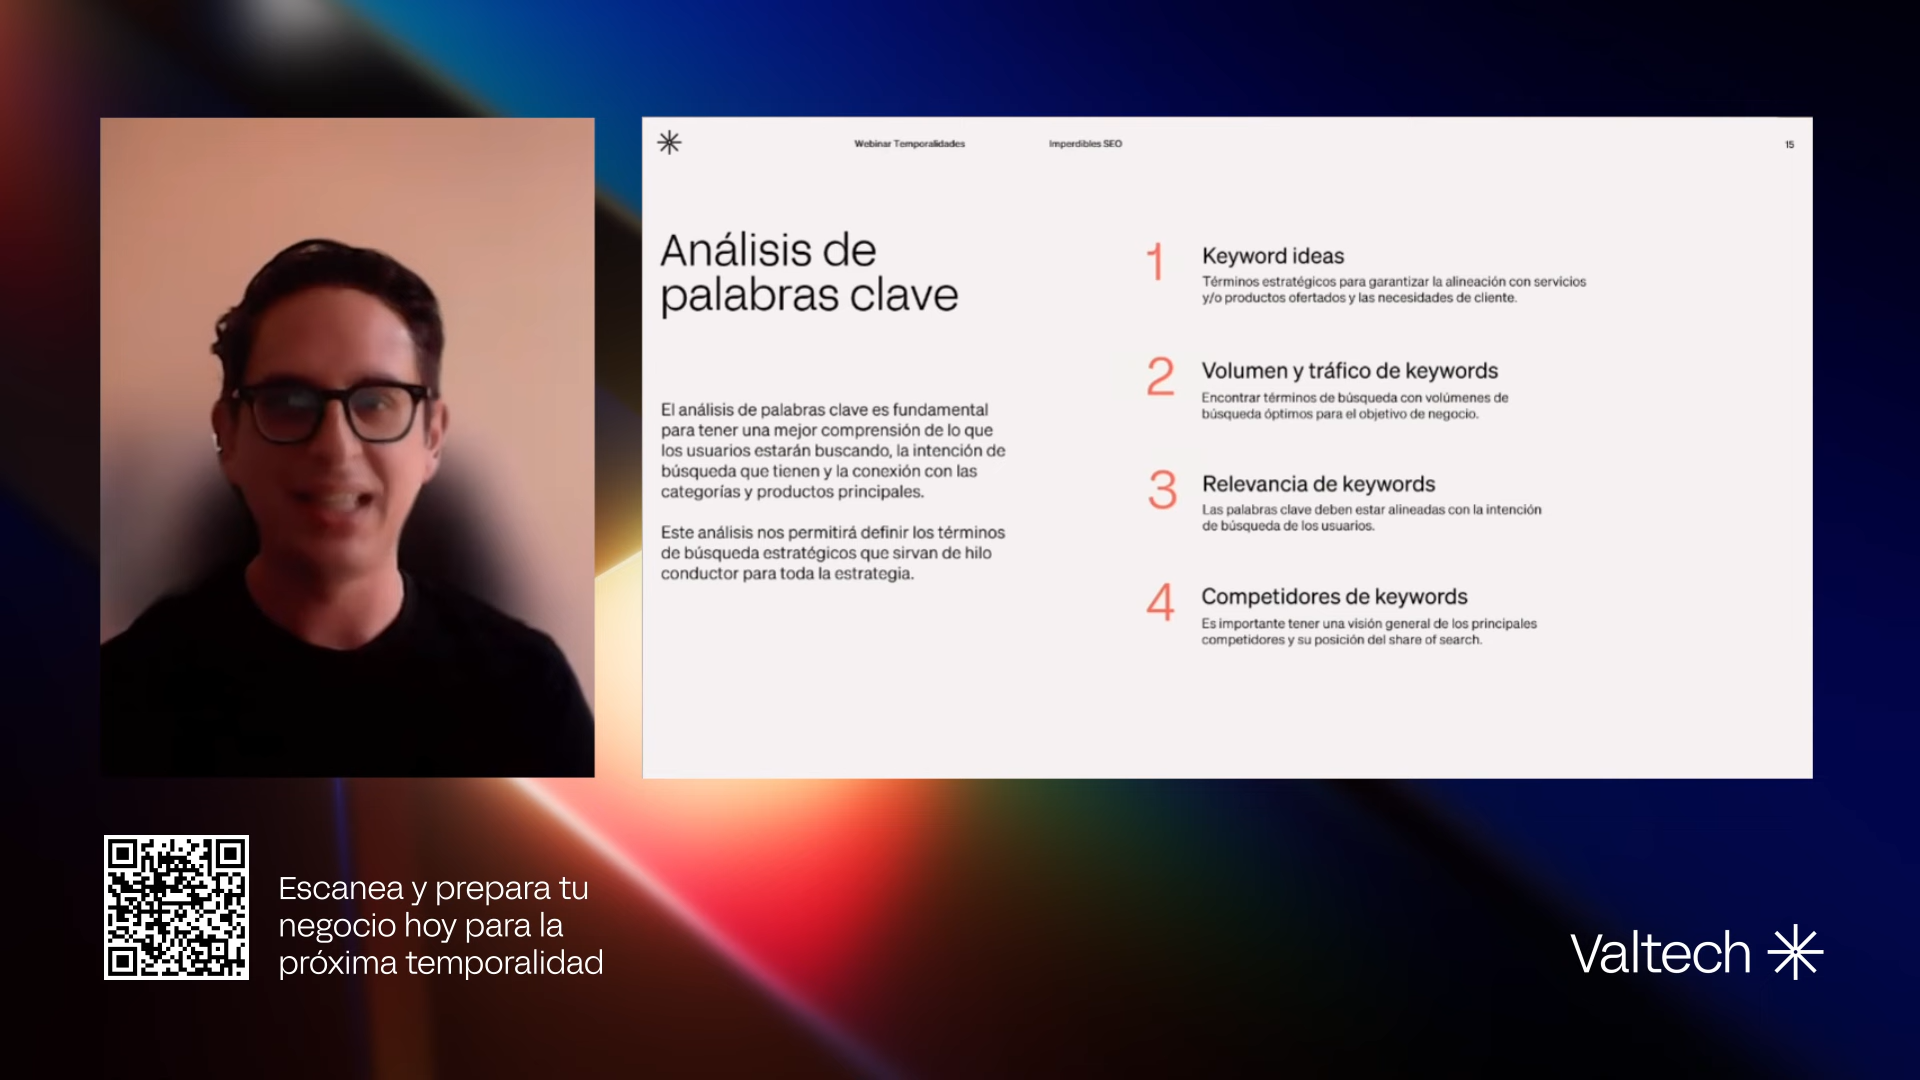 Webinar Temporalidades
Imperdibles SEO
15
Análisis de
palabras clave
El análisis de palabras clave es fundamental
para tener una mejor comprensión de lo que
los usuarios estarán buscando, la intención de
búsqueda que tienen y la conexión con las
categorías y productos principales.
Este análisis nos permitirá definir los términos
de búsqueda estratégicos que sirvan de hilo
conductor para toda la estrategia.
1
Keyword ideas
Términos estratégicos para garantizar la alineación con servicios
y/o productos ofertados y las necesidades de cliente.
2
Volumen y tráfico de keywords
Encontrar términos de búsqueda con volúmenes de
búsqueda óptimos para el objetivo de negocio.
3
Relevancia de keywords
Las palabras clave deben estar alineadas con la intención
de búsqueda de los usuarios.
4
Competidores de keywords
Es importante tener una visión general de los principales
competidores y su posición del share of search.
Escanea y prepara tu
negocio hoy para la
próxima temporalidad
Valtech